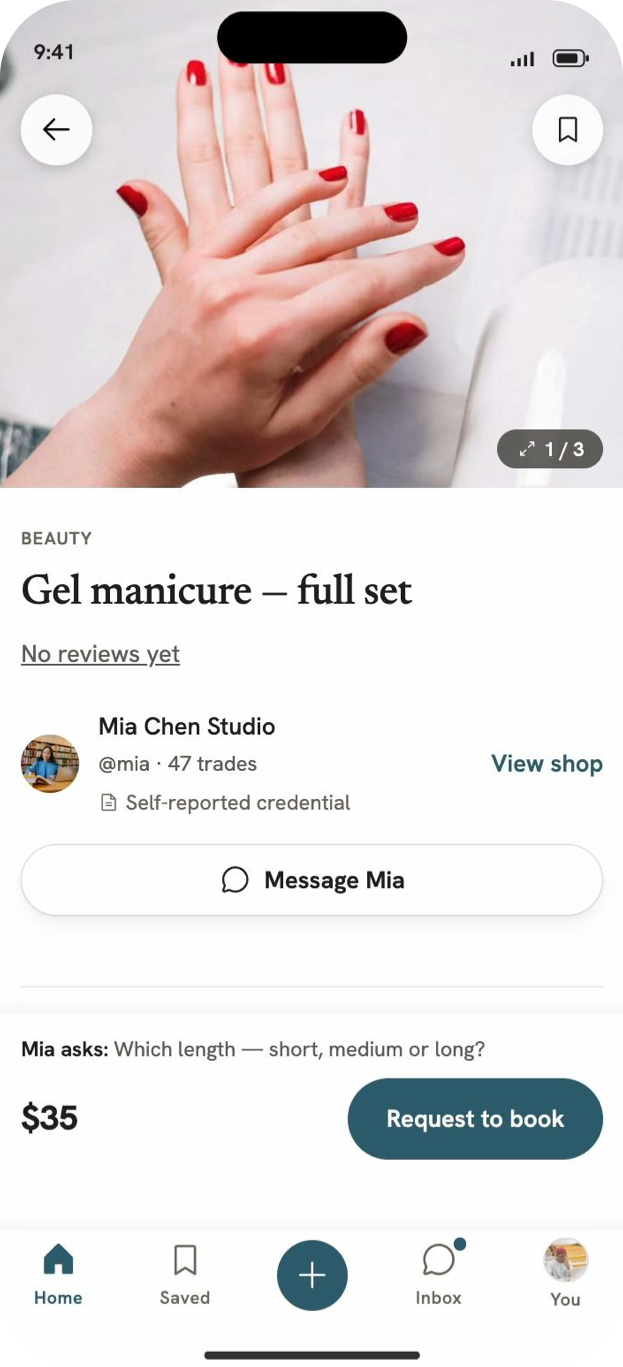 9:41
1 / 3
BEAUTY
Gel manicure – full set
No reviews yet
Mia Chen Studio
@mia · 47 trades
View shop
Self-reported credential
Message Mia
Mia asks: Which length — short, medium or long?
$35
Request to book
Home
Saved
Inbox
You